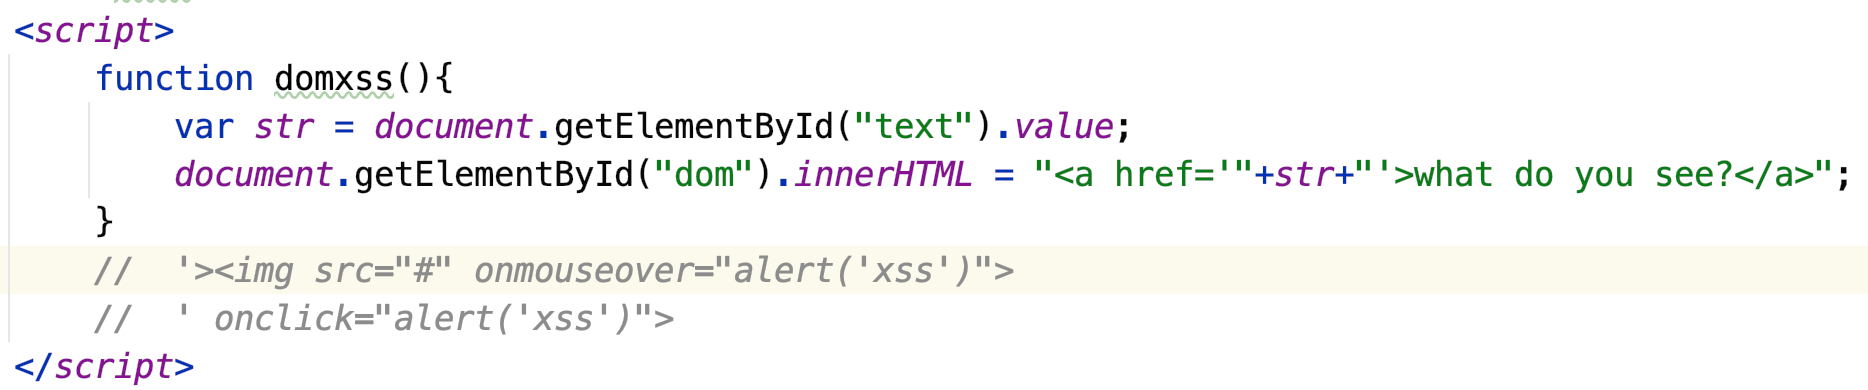 <script>
function domxss(){
var str = document.getElementById("text").value;
document.getElementById("dom").innerHTML = "<a href='"+str+"'>what do you see?</a>";
}
//  '><img src="#" onmouseover="alert('xss')">
//  ' onclick="alert('xss')">
</script>